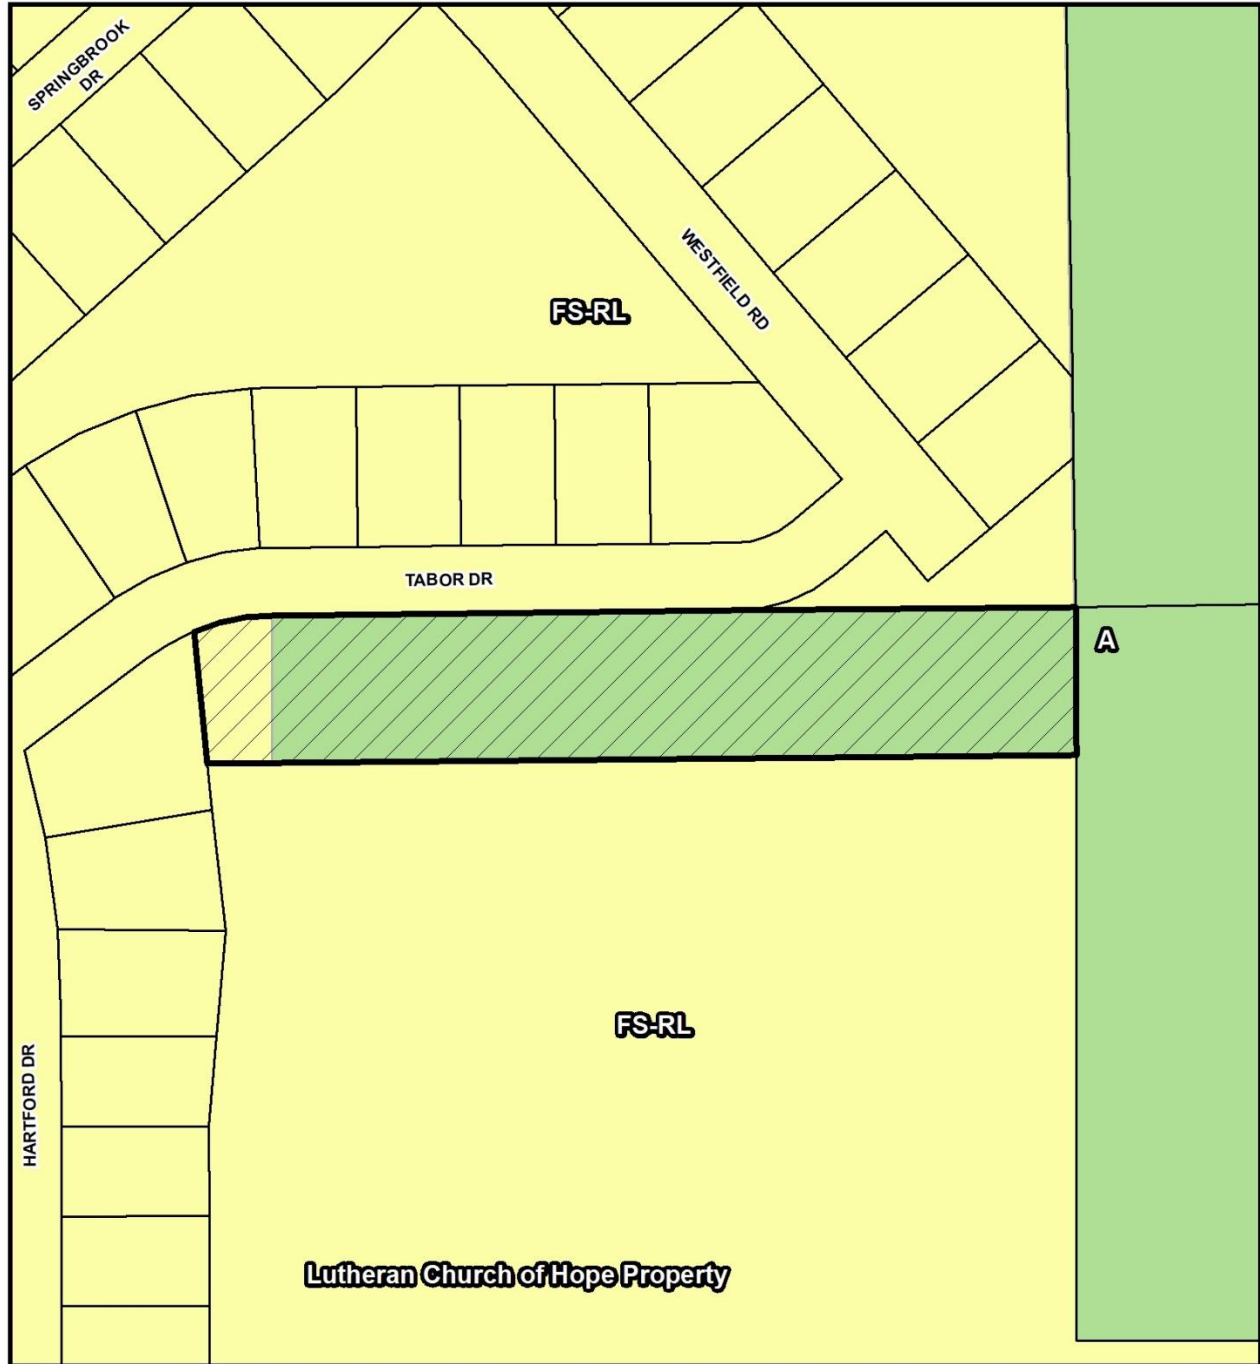 SPRINGBROOK
DR
WESTFIELD RD
FS-RL
TABOR DR
A
FS-RL
HARTFORD DR
Lutheran Church of Hope Property